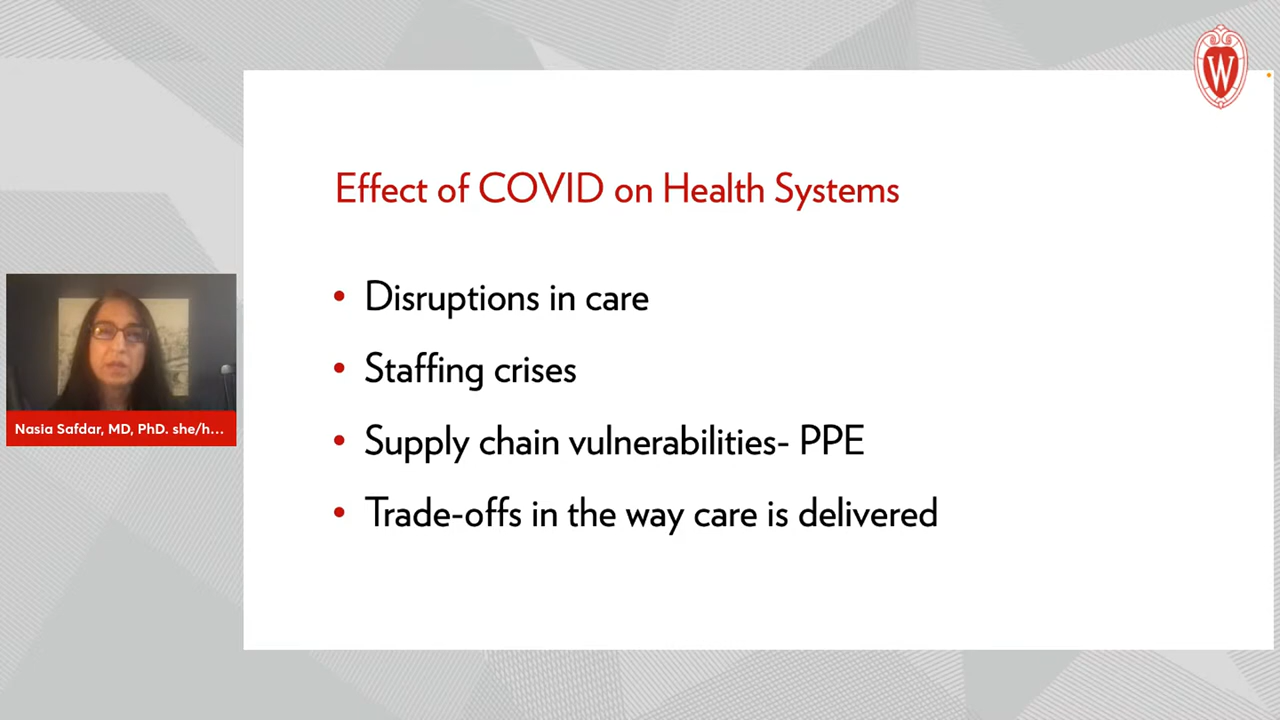 W
Effect of COVID on Health Systems
• Disruptions in care
• Staffing crises
• Supply chain vulnerabilities- PPE
• Trade-offs in the way care is delivered
Nasia Safdar, MD, PhD. she/h...